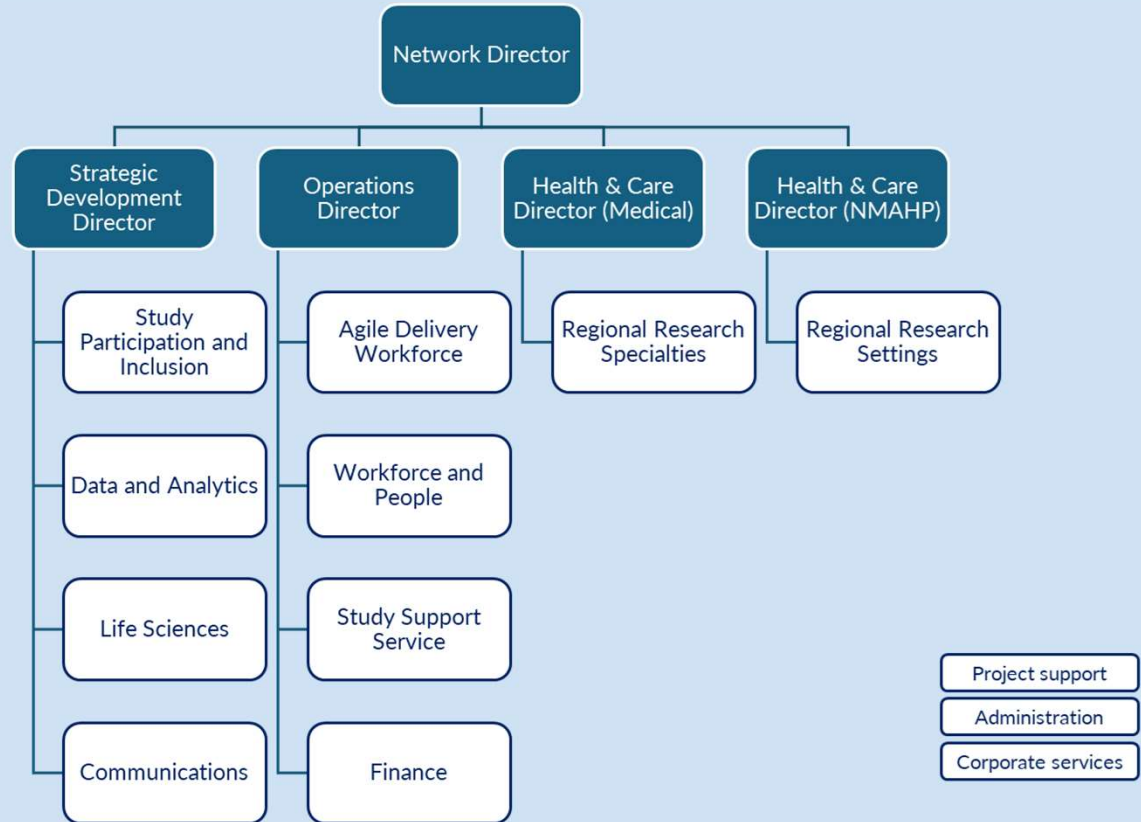 Network Director
Strategic
Development
Director
Operations
Director
Health & Care
Director (Medical)
Health & Care
Director (NMAHP)
Study
Participation and
Inclusion
Data and Analytics
Life Sciences
Communications
Agile Delivery
Workforce
Workforce and
People
Study Support
Service
Finance
Regional Research
Specialties
Regional Research
Settings
Project support
Administration
Corporate services